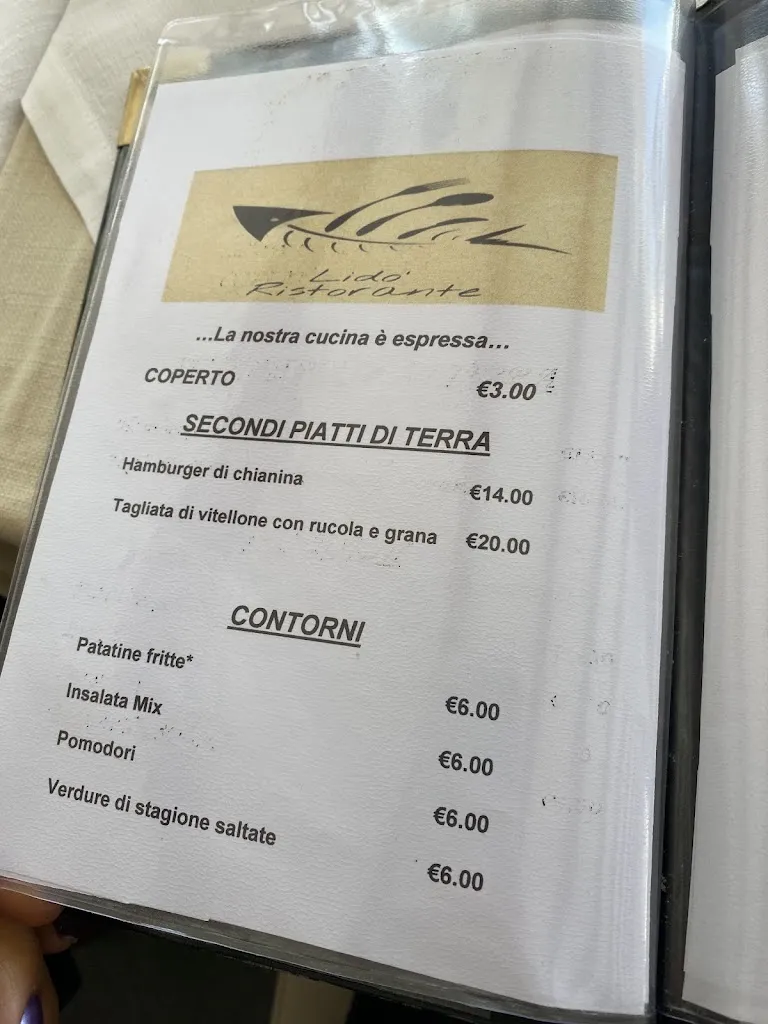 Lidò
Ristorante
...La nostra cucina è espressa...
COPERTO €3.00
SECONDI PIATTI DI TERRA
Hamburger di chianina €14.00
Tagliata di vitellone con rucola e grana €20.00
CONTORNI
Patatine fritte* €6.00
Insalata Mix €6.00
Pomodori €6.00
Verdure di stagione saltate €6.00